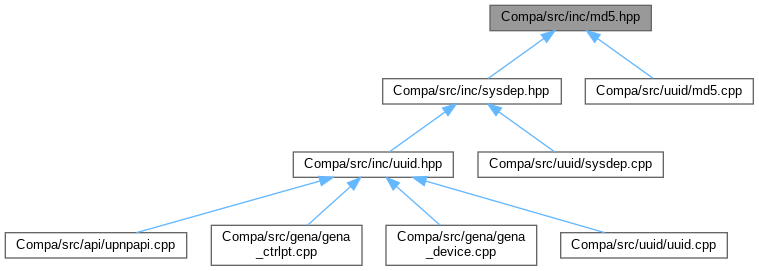 Compa/src/inc/md5.hpp
Compa/src/inc/sysdep.hpp
Compa/src/uuid/md5.cpp
Compa/src/inc/uuid.hpp
Compa/src/uuid/sysdep.cpp
Compa/src/api/upnpapi.cpp
Compa/src/gena/gena
_ctrlpt.cpp
Compa/src/gena/gena
_device.cpp
Compa/src/uuid/uuid.cpp